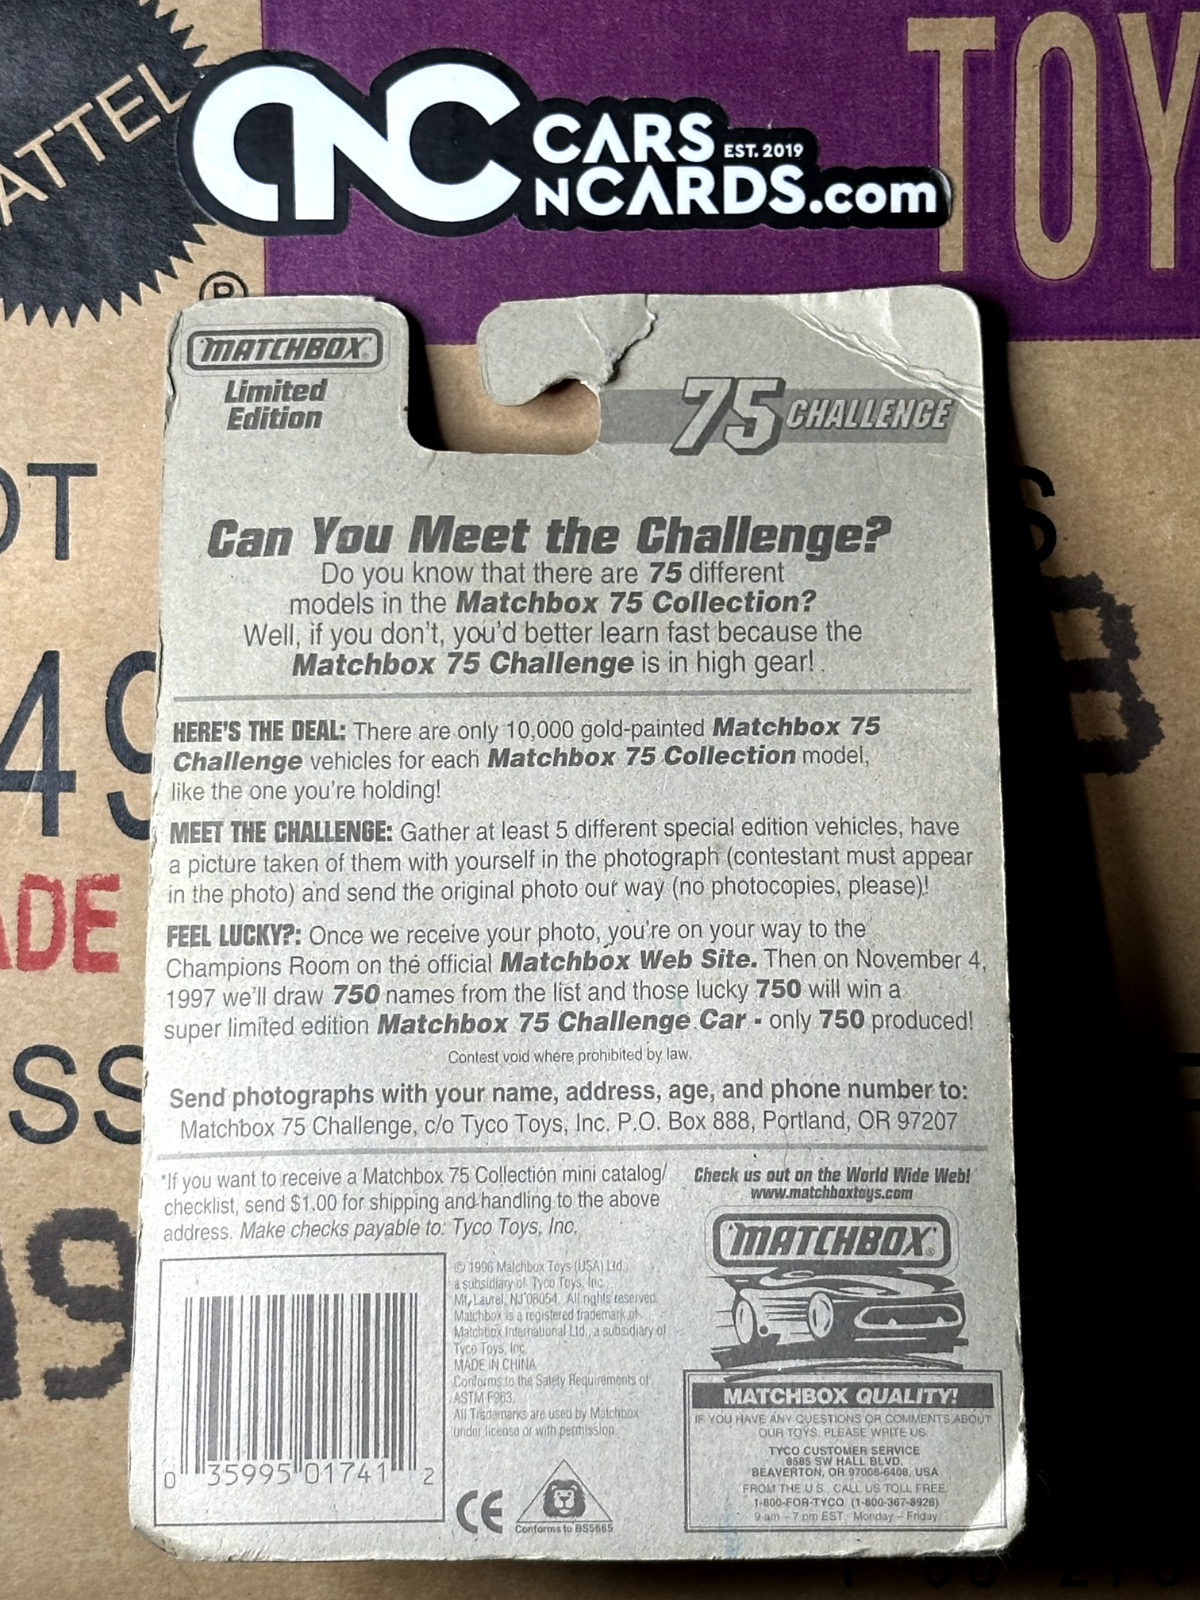 MATTEL
®
TOY
CNC CARS EST. 2019
N CARDS.com
MATCHBOX®
Limited
Edition
75 CHALLENGE
Can You Meet the Challenge?
Do you know that there are 75 different
models in the Matchbox 75 Collection?
Well, if you don't, you'd better learn fast because the
Matchbox 75 Challenge is in high gear!
HERE'S THE DEAL: There are only 10,000 gold-painted Matchbox 75
Challenge vehicles for each Matchbox 75 Collection model,
like the one you're holding!
MEET THE CHALLENGE: Gather at least 5 different special edition vehicles, have
a picture taken of them with yourself in the photograph (contestant must appear
in the photo) and send the original photo our way (no photocopies, please)!
FEEL LUCKY?: Once we receive your photo, you're on your way to the
Champions Room on the official Matchbox Web Site. Then on November 4,
1997 we'll draw 750 names from the list and those lucky 750 will win a
super limited edition Matchbox 75 Challenge Car - only 750 produced!
Contest void where prohibited by law.
Send photographs with your name, address, age, and phone number to:
Matchbox 75 Challenge, c/o Tyco Toys, Inc. P.O. Box 888, Portland, OR 97207
*If you want to receive a Matchbox 75 Collection mini catalog/
checklist, send $1.00 for shipping and handling to the above
address. Make checks payable to: Tyco Toys, Inc.
Check us out on the World Wide Web!
www.matchboxtoys.com
MATCHBOX®
© 1996 Matchbox Toys (USA) Ltd.,
a subsidiary of Tyco Toys, Inc.,
Mt. Laurel, NJ 08054. All rights reserved.
Matchbox is a registered trademark of
Matchbox International Ltd., a subsidiary of
Tyco Toys, Inc.
MADE IN CHINA
Conforms to the Safety Requirements of
ASTM F963.
All Trademarks are used by Matchbox
under license or with permission.
0 35995 01741 2
CE
Conforms to BS5665
MATCHBOX QUALITY!
IF YOU HAVE ANY QUESTIONS OR COMMENTS ABOUT
OUR TOYS, PLEASE WRITE US.
TYCO CUSTOMER SERVICE
8585 SW HALL BLVD.
BEAVERTON, OR 97008-6408, USA
FROM THE U.S. CALL US TOLL FREE.
1-800-FOR-TYCO (1-800-367-8926)
9 am – 7 pm EST Monday – Friday